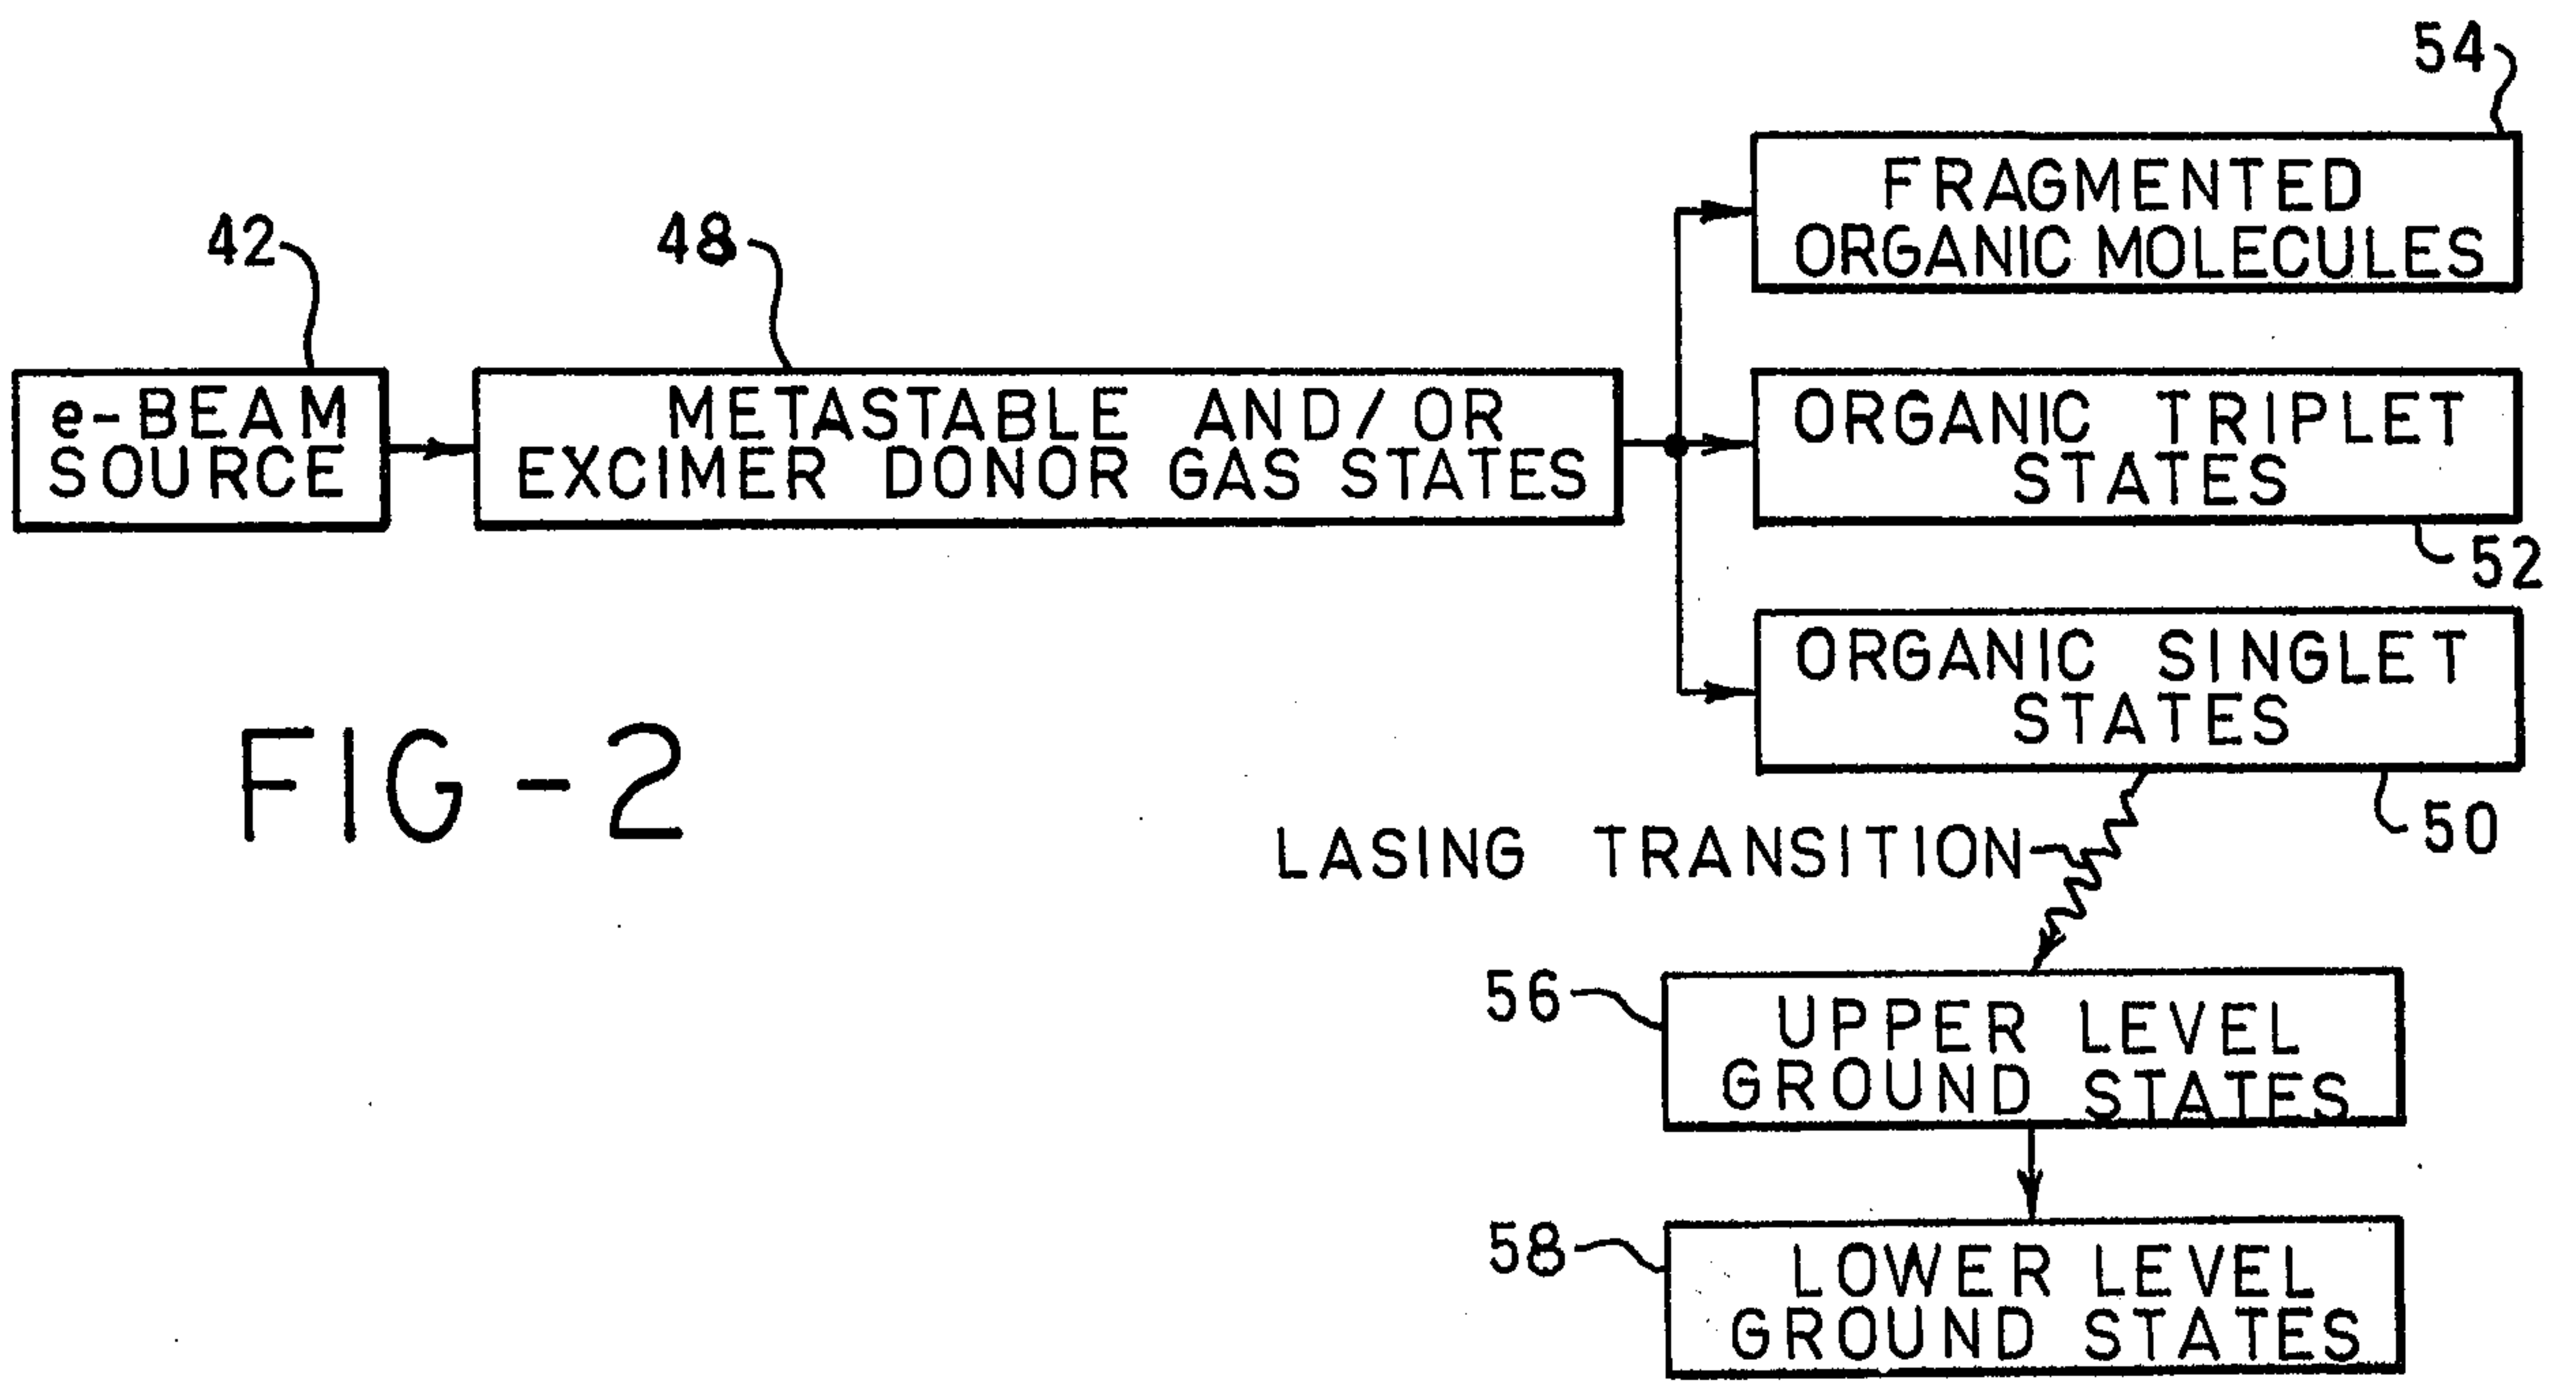 54
FRAGMENTED
ORGANIC MOLECULES
42
48
e-BEAM
SOURCE
METASTABLE AND/OR
EXCIMER DONOR GAS STATES
ORGANIC TRIPLET
STATES
52
ORGANIC SINGLET
STATES
50
FIG-2
LASING TRANSITION
56
UPPER LEVEL
GROUND STATES
58
LOWER LEVEL
GROUND STATES